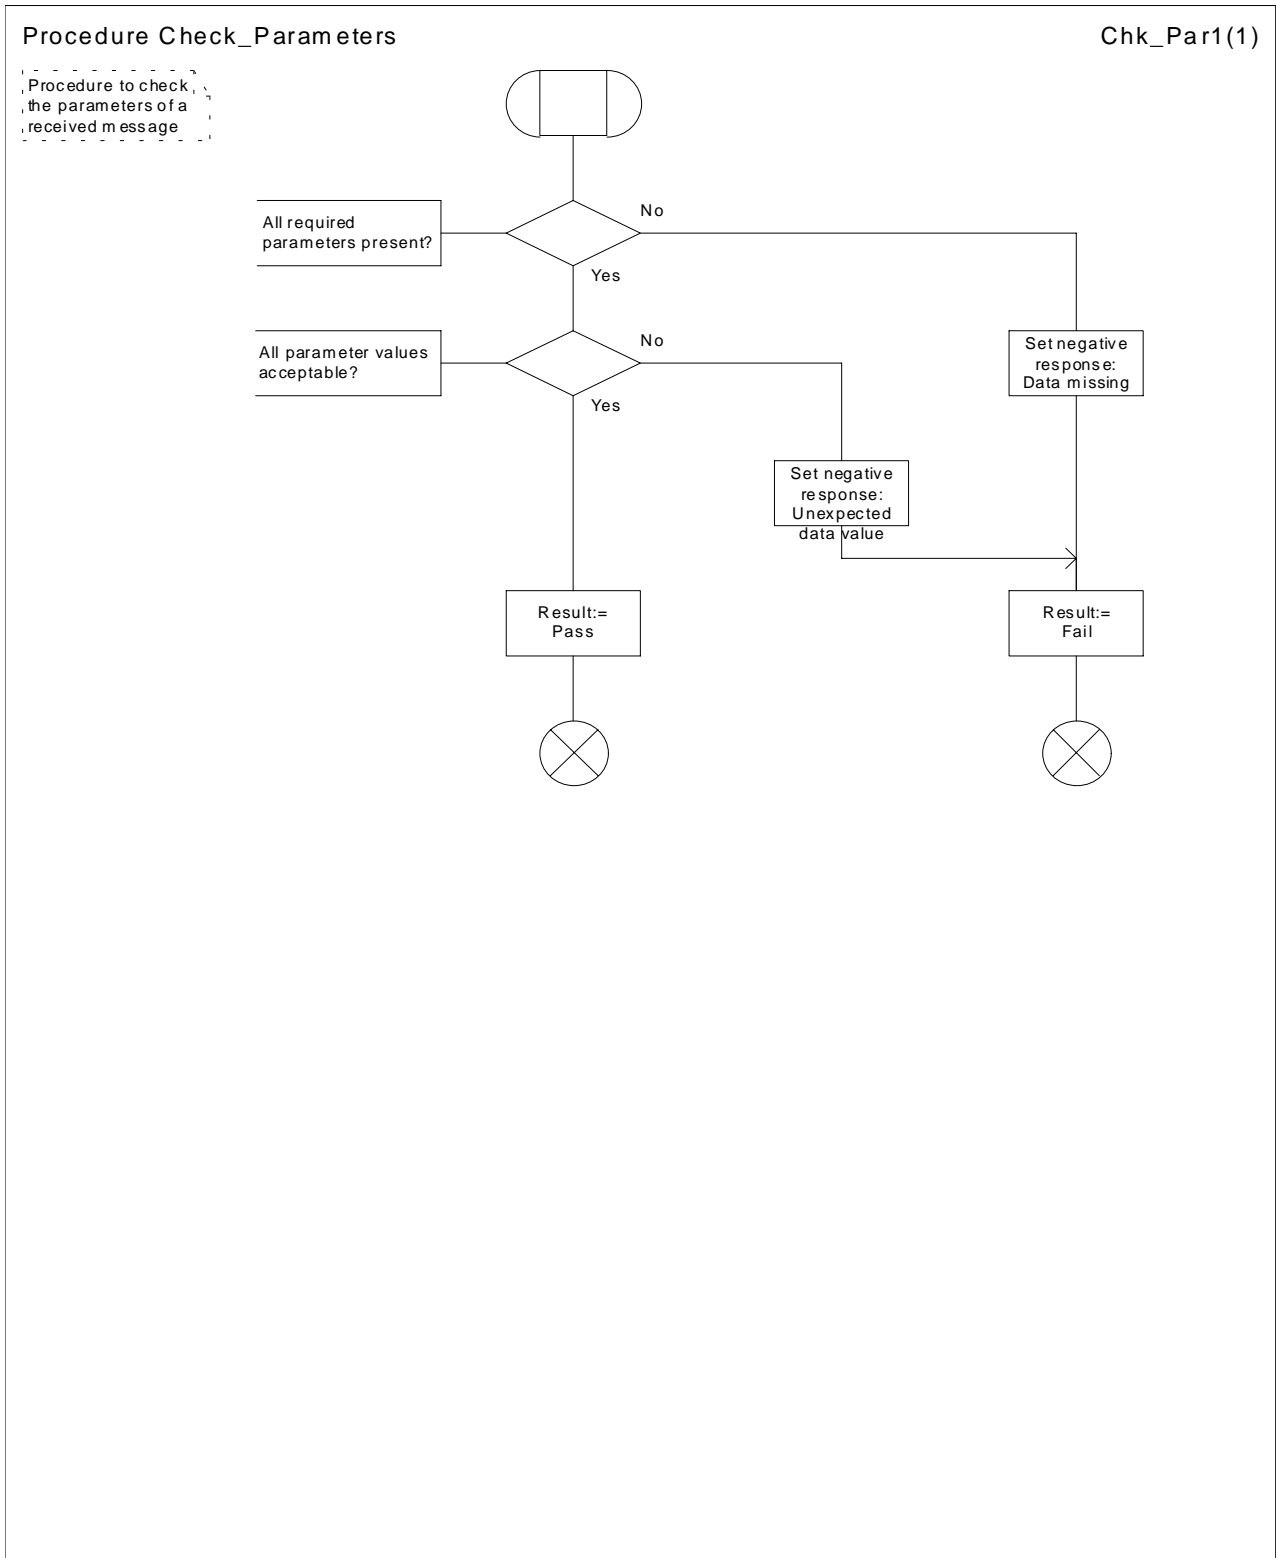 Procedure Check_Parameters
Chk_Par1(1)
Procedure to check
the parameters of a
received message
All required
parameters present?
No
Yes
All parameter values
acceptable?
No
Yes
Set negative
response:
Data missing
Set negative
response:
Unexpected
data value
Result:=
Pass
Result:=
Fail